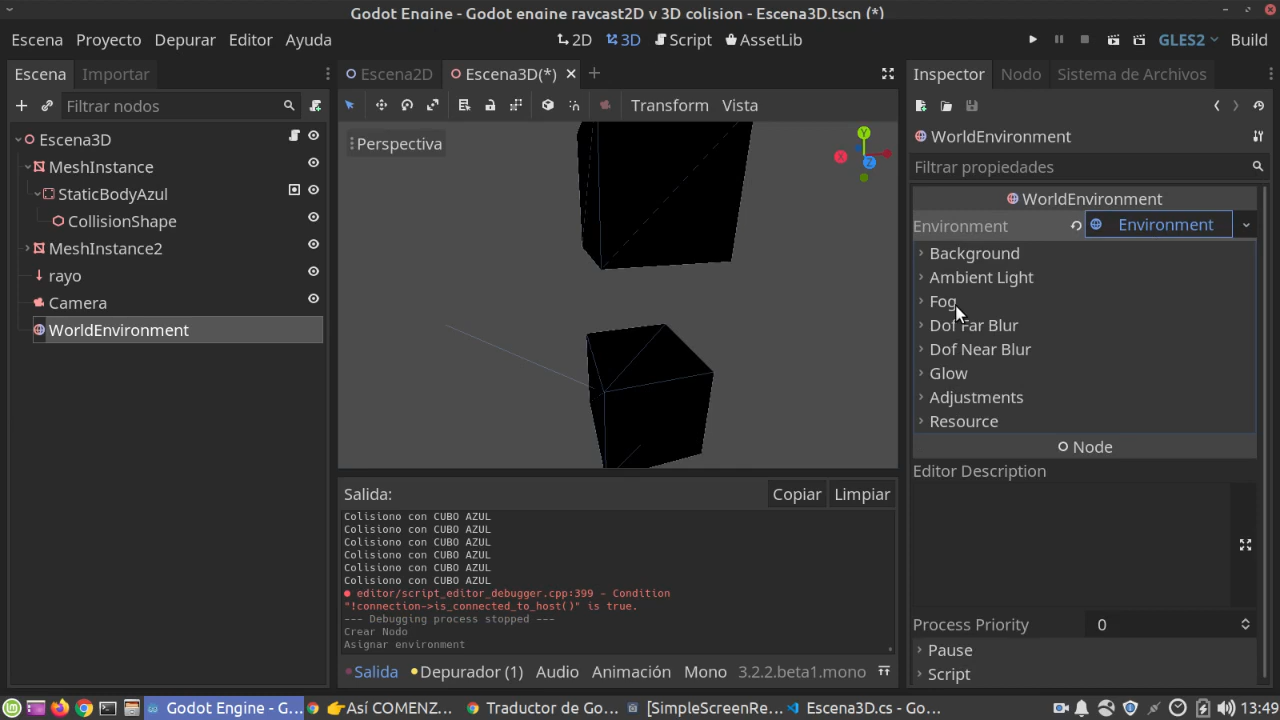 Godot Engine - Godot engine raycast2D y 3D colision - Escena3D.tscn (*)
Escena Proyecto Depurar Editor Ayuda 2D 3D Script AssetLib GLES2 Build
Escena Importar
Filtrar nodos
Escena3D
MeshInstance
StaticBodyAzul
CollisionShape
MeshInstance2
rayo
Camera
WorldEnvironment
Escena2D Escena3D(*)
Transform Vista
Perspectiva
Y
X
Z
Salida:
Copiar Limpiar
Colisiono con CUBO AZUL
Colisiono con CUBO AZUL
Colisiono con CUBO AZUL
Colisiono con CUBO AZUL
Colisiono con CUBO AZUL
Colisiono con CUBO AZUL
editor/script_editor_debugger.cpp:399 - Condition
"!connection->is_connected_to_host()" is true.
--- Debugging process stopped ---
Crear Nodo
Asignar environment
Salida Depurador (1) Audio Animación Mono 3.2.2.beta1.mono
Inspector Nodo Sistema de Archivos
WorldEnvironment
Filtrar propiedades
WorldEnvironment
Environment Environment
Background
Ambient Light
Fog
Dof Far Blur
Dof Near Blur
Glow
Adjustments
Resource
Node
Editor Description
Process Priority 0
Pause
Script
Godot Engine - G... 👉Así COMENZ... Traductor de Go... [SimpleScreenRe... Escena3D.cs - Go... 13:49